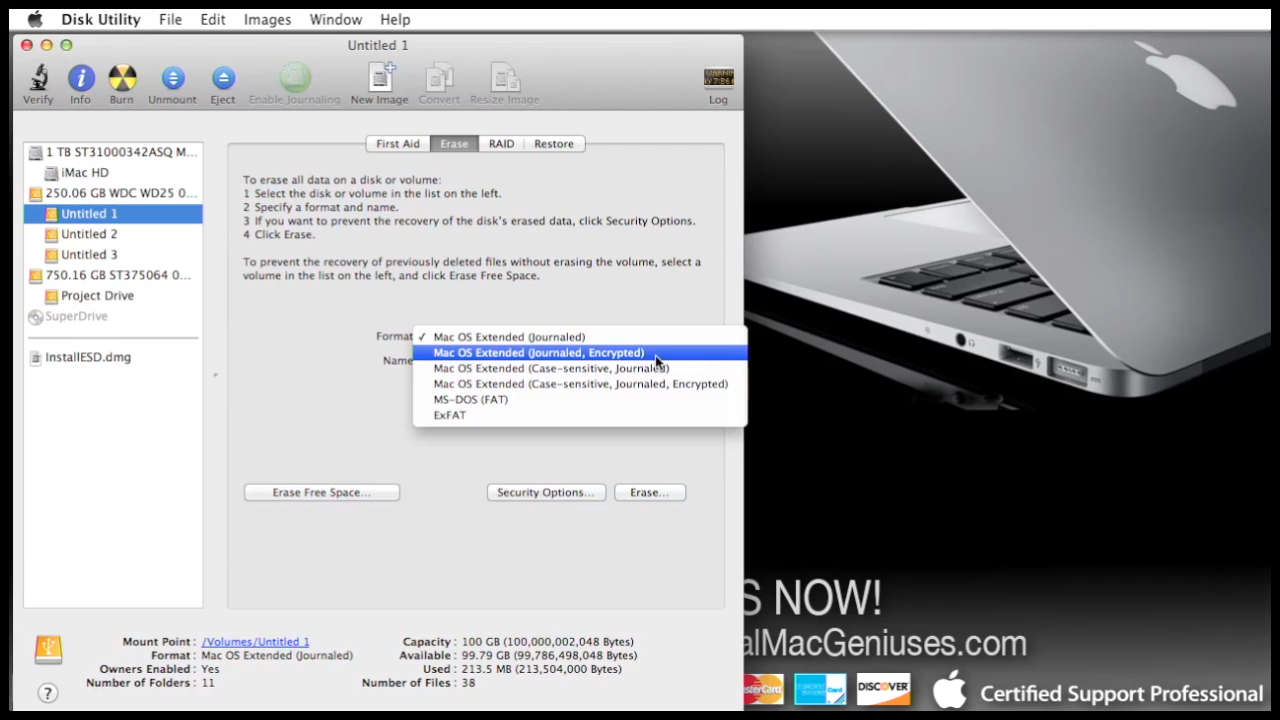 Disk Utility File Edit Images Window Help
Untitled 1
Verify Info Burn Unmount Eject Enable Journaling New Image Convert Resize Image Log
1 TB ST31000342ASQ M...
iMac HD
250.06 GB WDC WD25 0...
Untitled 1
Untitled 2
Untitled 3
750.16 GB ST375064 0...
Project Drive
SuperDrive
InstallESD.dmg
First Aid Erase RAID Restore
To erase all data on a disk or volume:
1 Select the disk or volume in the list on the left.
2 Specify a format and name.
3 If you want to prevent the recovery of the disk's erased data, click Security Options.
4 Click Erase.
To prevent the recovery of previously deleted files without erasing the volume, select a
volume in the list on the left, and click Erase Free Space.
Format ✓ Mac OS Extended (Journaled)
Mac OS Extended (Journaled, Encrypted)
Name
Mac OS Extended (Case-sensitive, Journaled)
Mac OS Extended (Case-sensitive, Journaled, Encrypted)
MS-DOS (FAT)
ExFAT
Erase Free Space... Security Options... Erase...
Mount Point : /Volumes/Untitled 1
Format : Mac OS Extended (Journaled)
Owners Enabled : Yes
Number of Folders : 11
Capacity : 100 GB (100,000,002,048 Bytes)
Available : 99.79 GB (99,786,498,048 Bytes)
Used : 213.5 MB (213,504,000 Bytes)
Number of Files : 38
?
S NOW!
alMacGeniuses.com
MasterCard Cards DISCOVER
Certified Support Professional